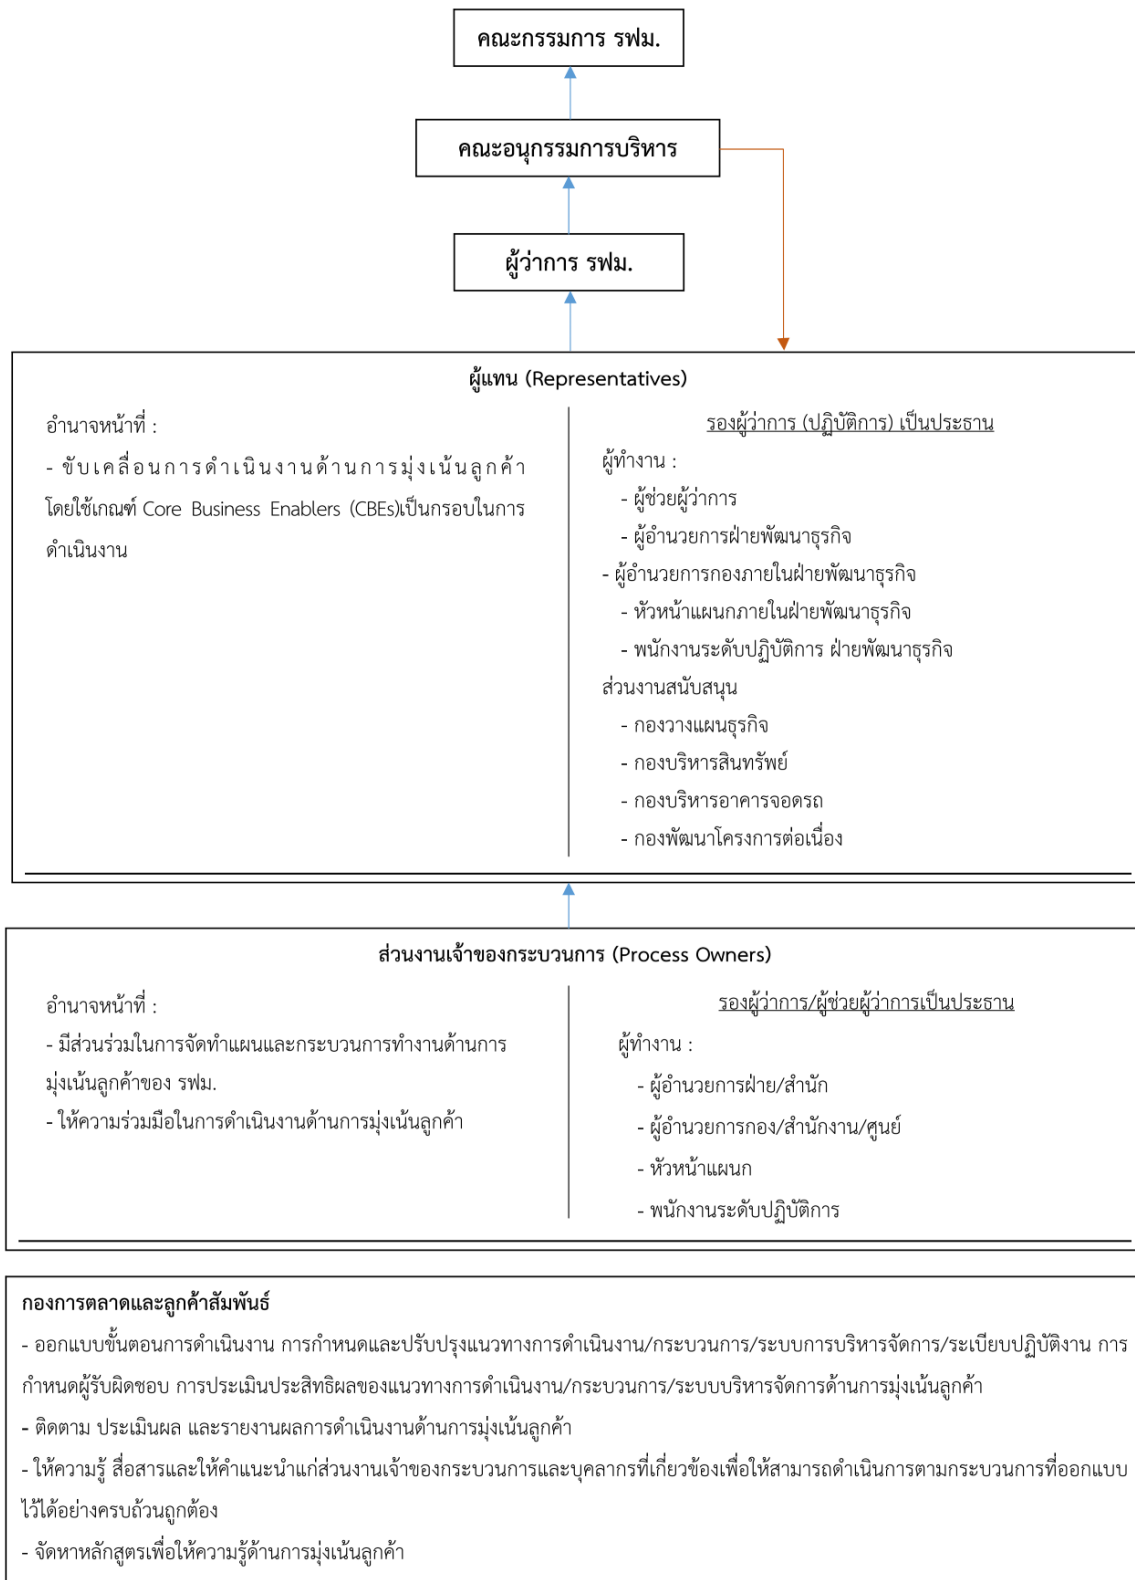 คณะกรรมการ รฟม.
คณะอนุกรรมการบริหาร
ผู้ว่าการ รฟม.
ผู้แทน (Representatives)
อำนาจหน้าที่ :
- ขับเคลื่อนการดำเนินงานด้านการมุ่งเน้นลูกค้า
โดยใช้เกณฑ์ Core Business Enablers (CBEs)เป็นกรอบในการ
ดำเนินงาน
รองผู้ว่าการ (ปฏิบัติการ) เป็นประธาน
ผู้ทำงาน :
- ผู้ช่วยผู้ว่าการ
- ผู้อำนวยการฝ่ายพัฒนาธุรกิจ
- ผู้อำนวยการกองภายในฝ่ายพัฒนาธุรกิจ
- หัวหน้าแผนกภายในฝ่ายพัฒนาธุรกิจ
- พนักงานระดับปฏิบัติการ ฝ่ายพัฒนาธุรกิจ
ส่วนงานสนับสนุน
- กองวางแผนธุรกิจ
- กองบริหารสินทรัพย์
- กองบริหารอาคารจอดรถ
- กองพัฒนาโครงการต่อเนื่อง
ส่วนงานเจ้าของกระบวนการ (Process Owners)
อำนาจหน้าที่ :
- มีส่วนร่วมในการจัดทำแผนและกระบวนการทำงานด้านการ
มุ่งเน้นลูกค้าของ รฟม.
- ให้ความร่วมมือในการดำเนินงานด้านการมุ่งเน้นลูกค้า
รองผู้ว่าการ/ผู้ช่วยผู้ว่าการเป็นประธาน
ผู้ทำงาน :
- ผู้อำนวยการฝ่าย/สำนัก
- ผู้อำนวยการกอง/สำนักงาน/ศูนย์
- หัวหน้าแผนก
- พนักงานระดับปฏิบัติการ
กองการตลาดและลูกค้าสัมพันธ์
- ออกแบบขั้นตอนการดำเนินงาน การกำหนดและปรับปรุงแนวทางการดำเนินงาน/กระบวนการ/ระบบการบริหารจัดการ/ระเบียบปฏิบัติงาน การ
กำหนดผู้รับผิดชอบ การประเมินประสิทธิผลของแนวทางการดำเนินงาน/กระบวนการ/ระบบบริหารจัดการด้านการมุ่งเน้นลูกค้า
- ติดตาม ประเมินผล และรายงานผลการดำเนินงานด้านการมุ่งเน้นลูกค้า
- ให้ความรู้ สื่อสารและให้คำแนะนำแก่ส่วนงานเจ้าของกระบวนการและบุคลากรที่เกี่ยวข้องเพื่อให้สามารถดำเนินการตามกระบวนการที่ออกแบบ
ไว้ได้อย่างครบถ้วนถูกต้อง
- จัดหาหลักสูตรเพื่อให้ความรู้ด้านการมุ่งเน้นลูกค้า